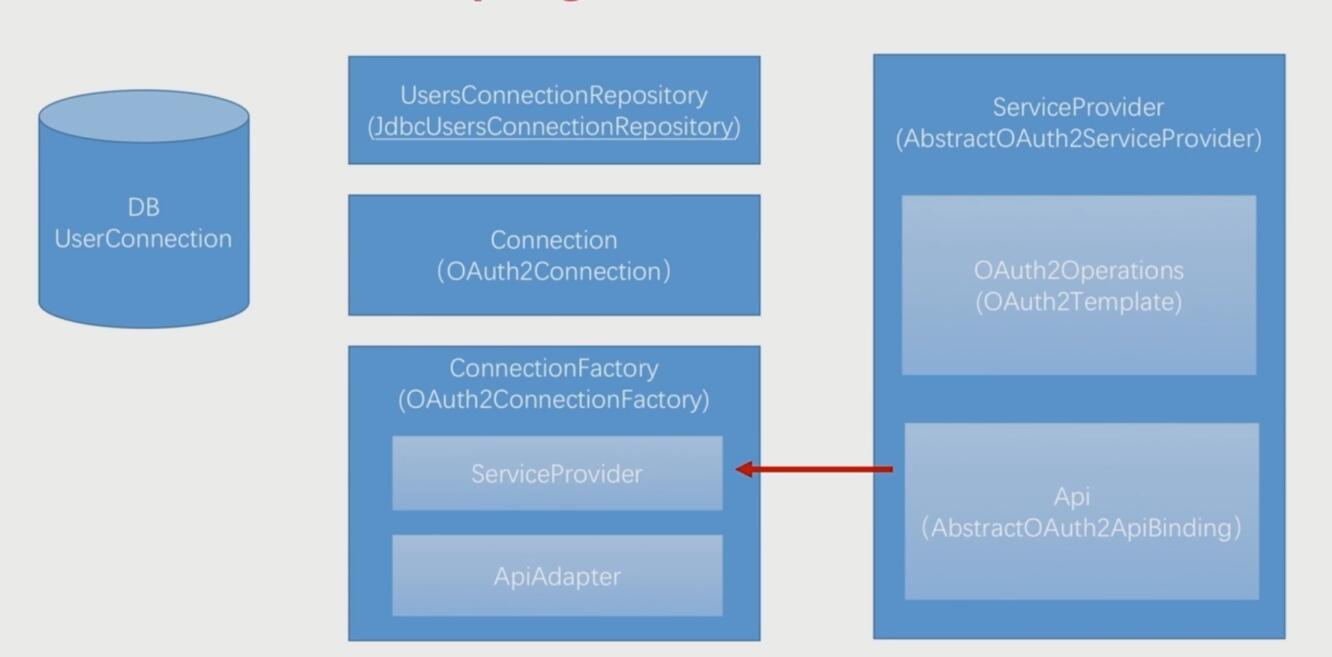 DB
UserConnection
UsersConnectionRepository
(JdbcUsersConnectionRepository)
Connection
（OAuth2Connection）
ConnectionFactory
(OAuth2ConnectionFactory)
ServiceProvider
ApiAdapter
ServiceProvider
(AbstractOAuth2ServiceProvider)
OAuth2Operations
(OAuth2Template)
Api
（AbstractOAuth2ApiBinding）